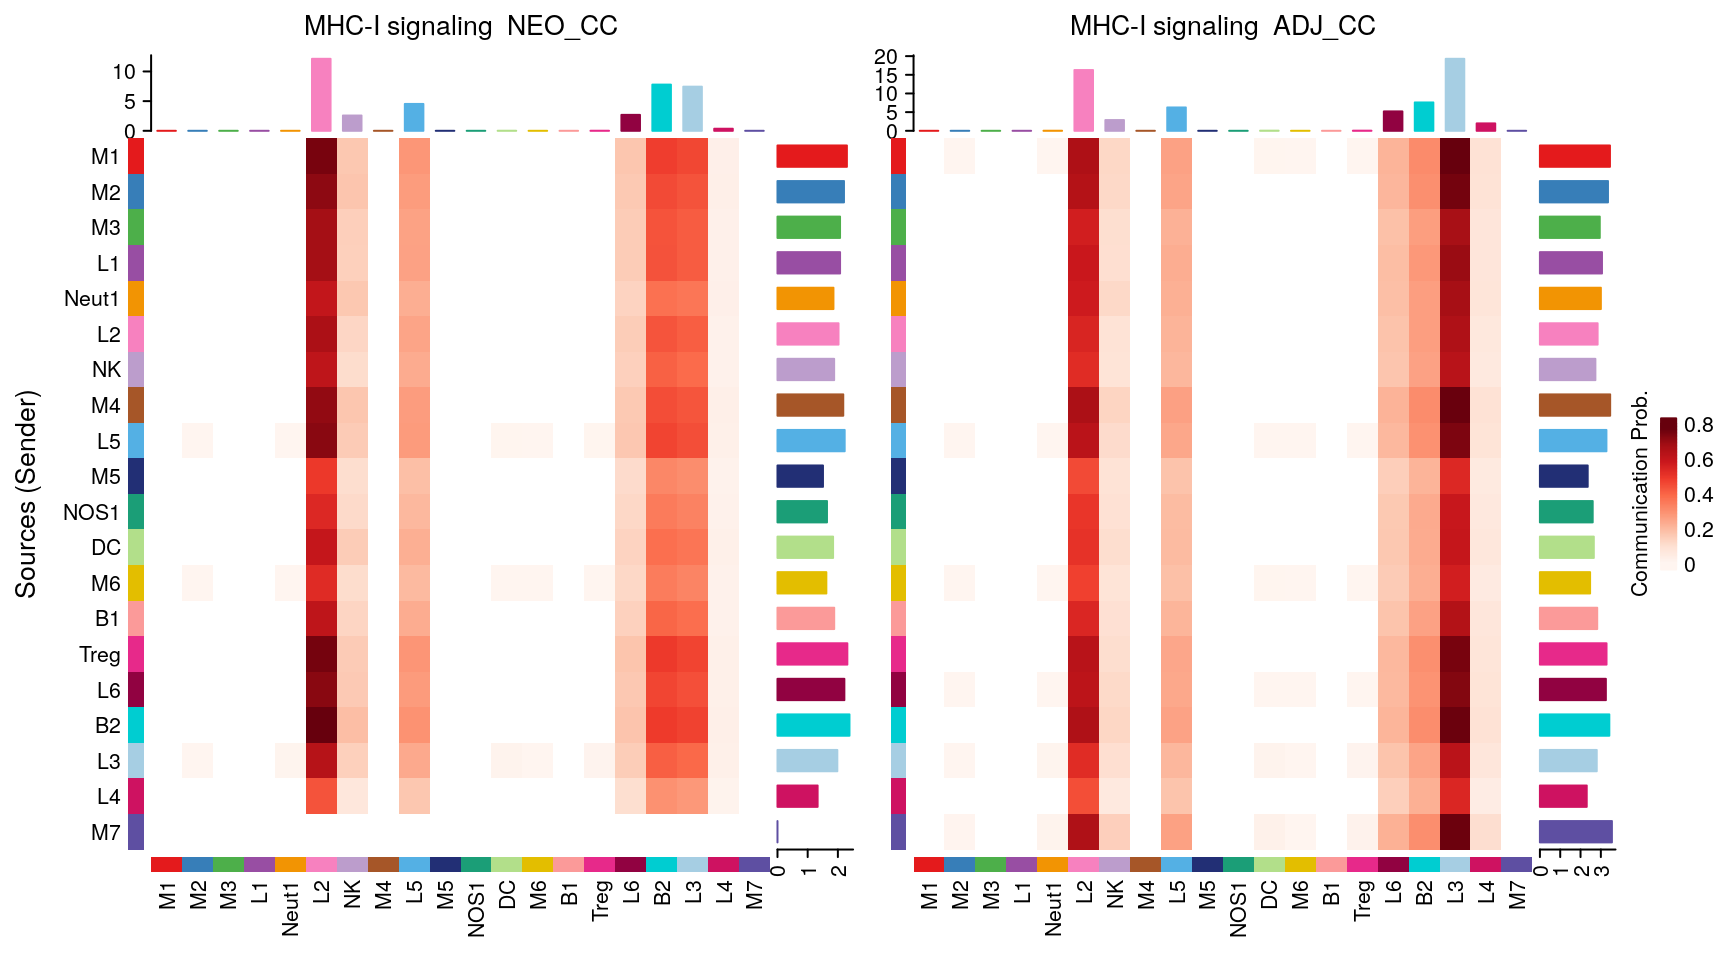 MHC-I signaling  NEO_CC
MHC-I signaling  ADJ_CC
10
5
0
20
15
10
5
0
Sources (Sender)
M1
M2
M3
L1
Neut1
L2
NK
M4
L5
M5
NOS1
DC
M6
B1
Treg
L6
B2
L3
L4
M7
M1 M2 M3 L1 Neut1 L2 NK M4 L5 M5 NOS1 DC M6 B1 Treg L6 B2 L3 L4 M7
0 1 2
M1 M2 M3 L1 Neut1 L2 NK M4 L5 M5 NOS1 DC M6 B1 Treg L6 B2 L3 L4 M7
0 1 2 3
Communication Prob.
0.8
0.6
0.4
0.2
0